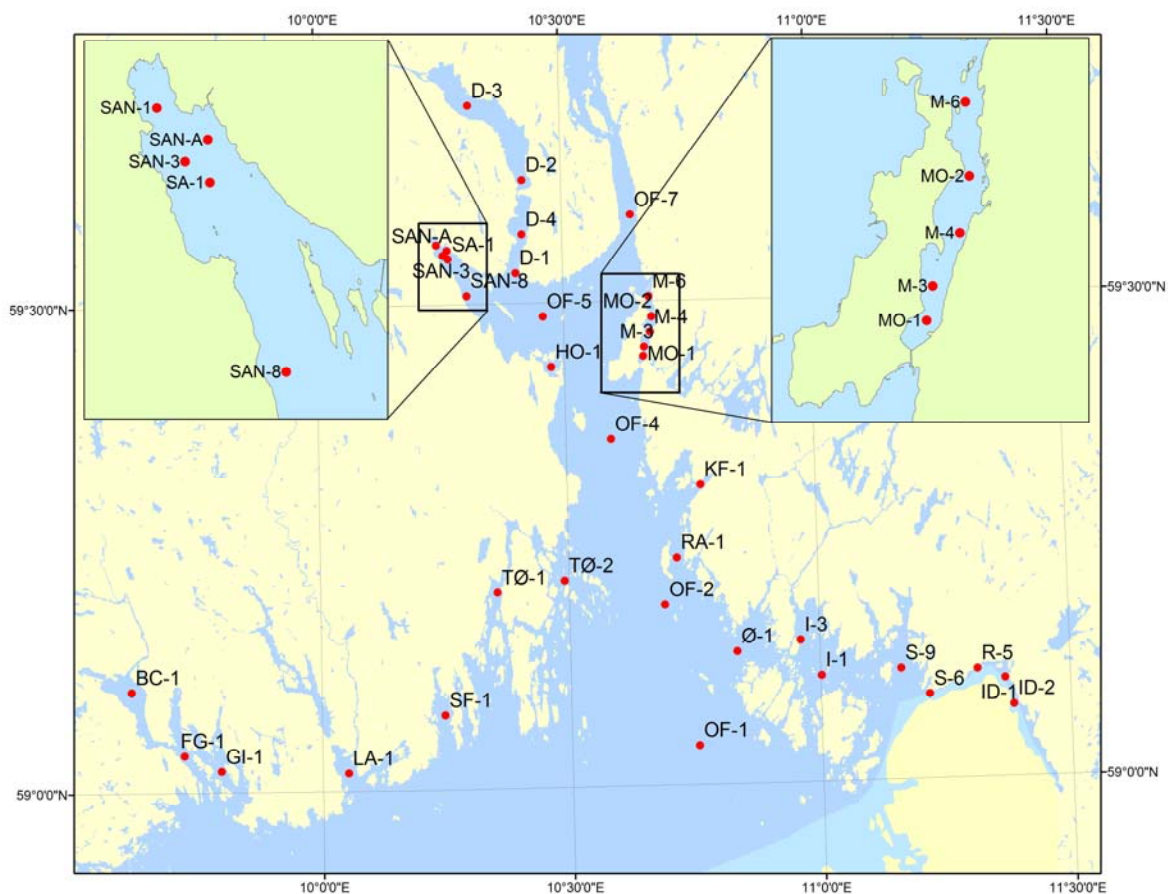 10°0'0"E
10°30'0"E
11°0'0"E
11°30'0"E
SAN-1
SAN-A
SAN-3
SA-1
SAN-8
M-6
MO-2
M-4
M-3
MO-1
D-3
D-2
OF-7
D-4
SAN-A
SA-1
SAN-3
D-1
SAN-8
M-6
MO-2
OF-5
M-4
M-3
HO-1
MO-1
59°30'0"N
59°30'0"N
OF-4
KF-1
RA-1
TØ-2
TØ-1
OF-2
I-3
Ø-1
I-1
S-9
R-5
S-6
ID-1
ID-2
BC-1
SF-1
OF-1
FG-1
GI-1
LA-1
59°0'0"N
59°0'0"N
10°0'0"E
10°30'0"E
11°0'0"E
11°30'0"E